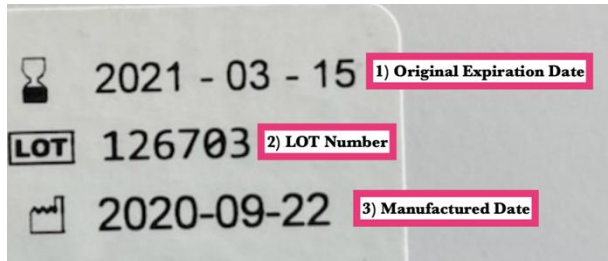 2021 - 03 - 15 1) Original Expiration Date
LOT 126703 2) LOT Number
2020-09-22 3) Manufactured Date